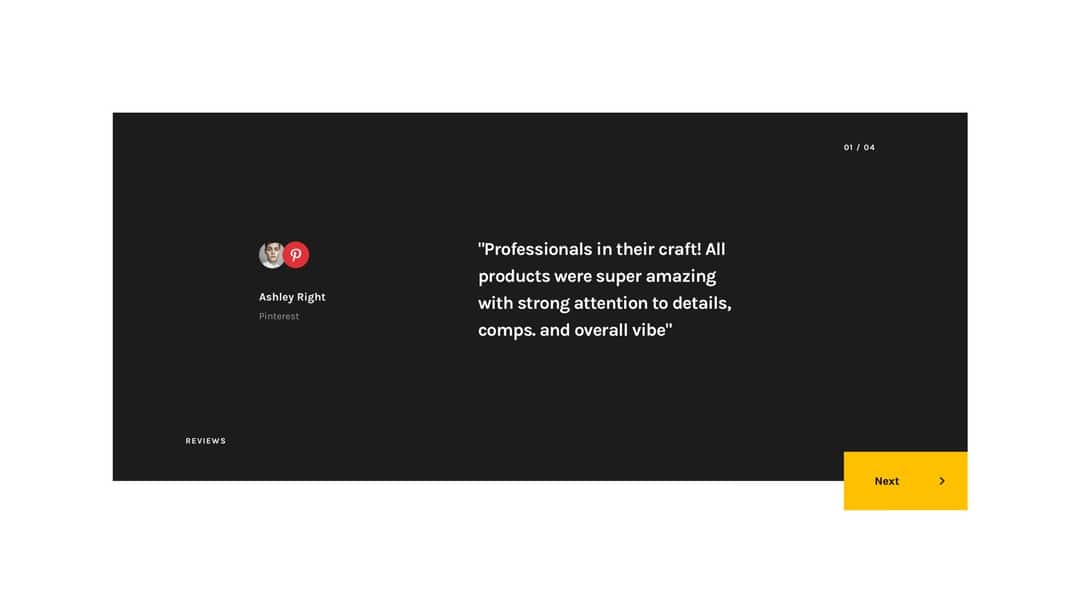 01 / 04
Ashley Right
Pinterest
"Professionals in their craft! All
products were super amazing
with strong attention to details,
comps. and overall vibe"
REVIEWS
Next